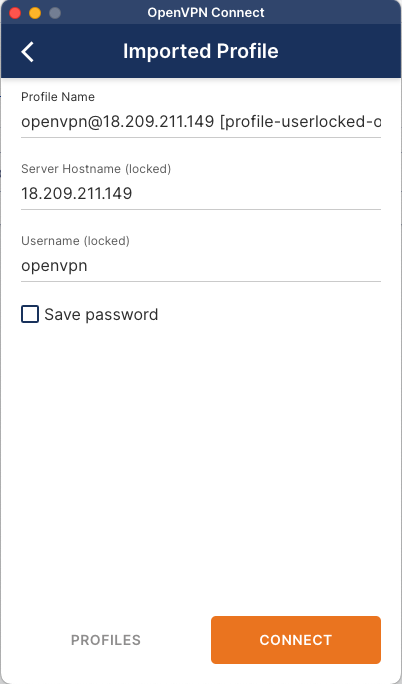 OpenVPN Connect
Imported Profile
Profile Name
openvpn@18.209.211.149 [profile-userlocked-o
Server Hostname (locked)
18.209.211.149
Username (locked)
openvpn
Save password
PROFILES
CONNECT